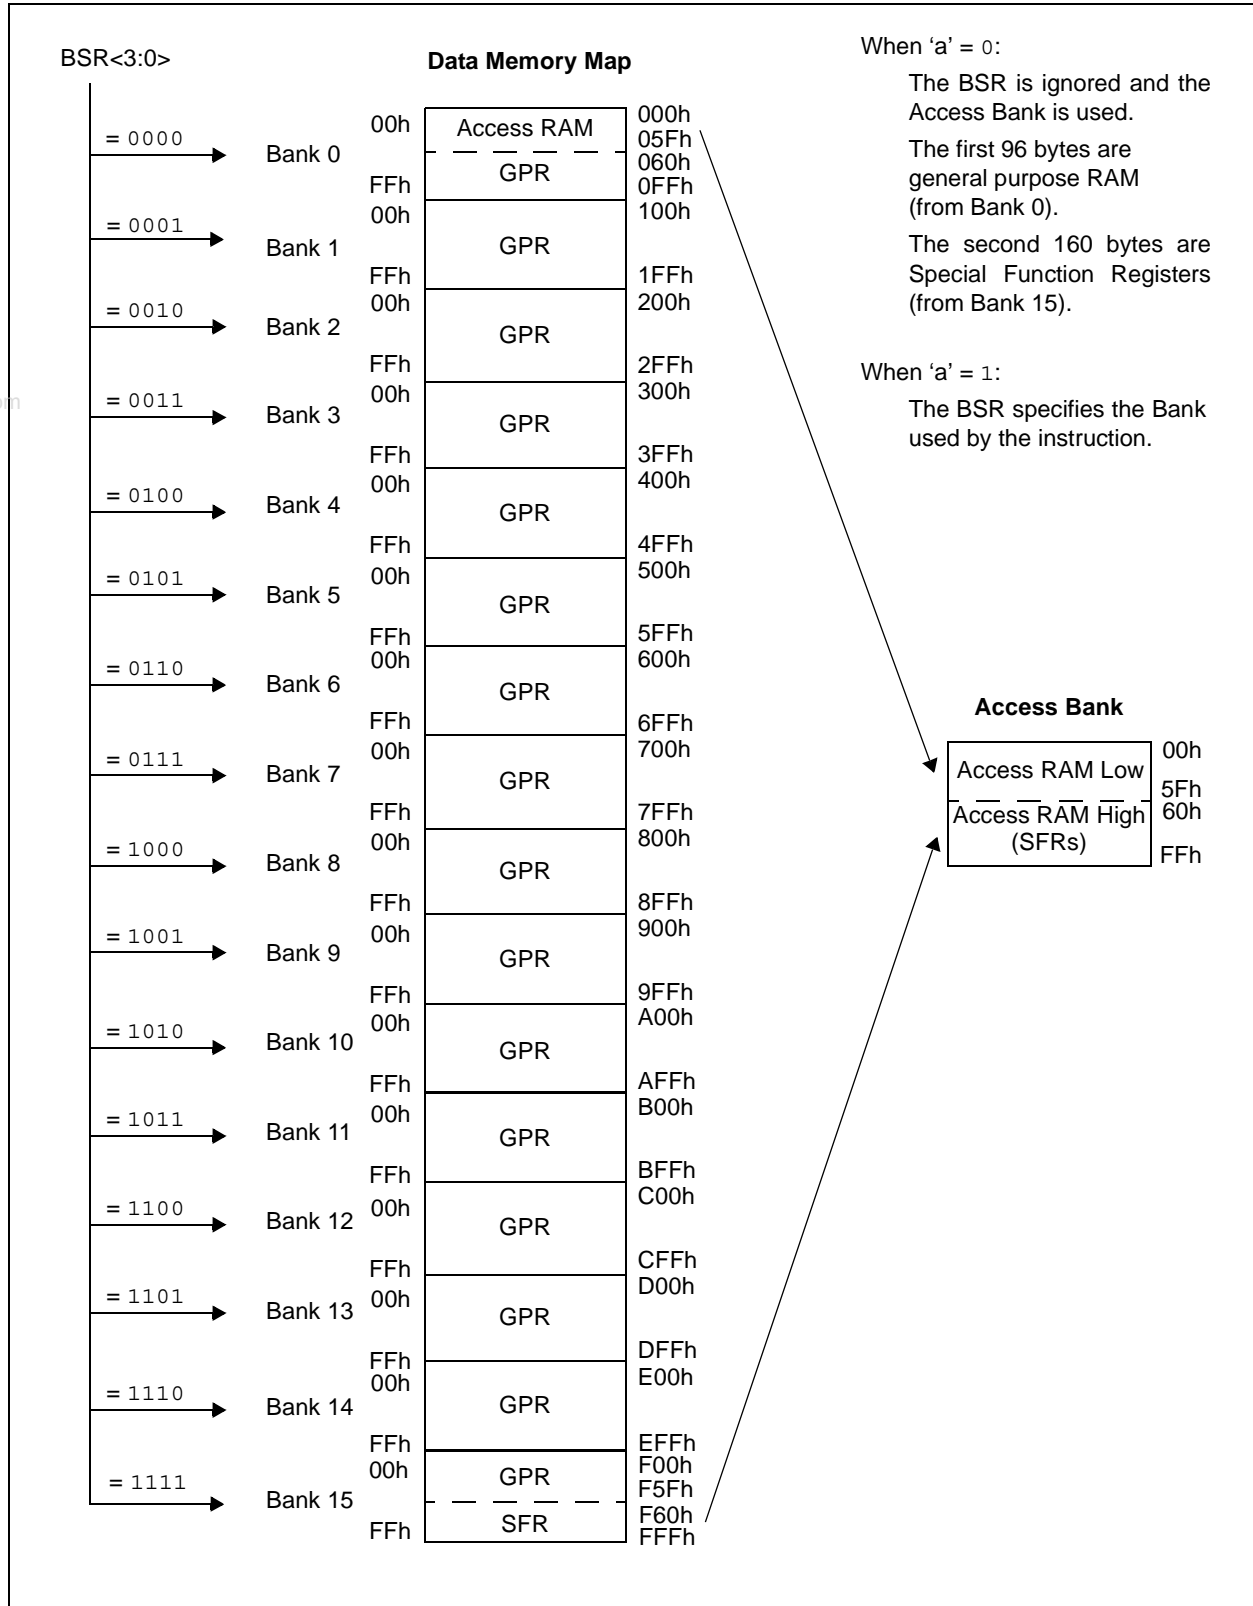 BSR<3:0>
Data Memory Map
When ‘a’ = 0:
The BSR is ignored and the
Access Bank is used.
The first 96 bytes are
general purpose RAM
(from Bank 0).
The second 160 bytes are
Special Function Registers
(from Bank 15).
When ‘a’ = 1:
The BSR specifies the Bank
used by the instruction.
= 0000
Bank 0
00h
FFh
Access RAM
GPR
000h
05Fh
060h
0FFh
= 0001
Bank 1
00h
FFh
GPR
100h
1FFh
= 0010
Bank 2
00h
FFh
GPR
200h
2FFh
om
= 0011
Bank 3
00h
FFh
GPR
300h
3FFh
= 0100
Bank 4
00h
FFh
GPR
400h
4FFh
= 0101
Bank 5
00h
FFh
GPR
500h
5FFh
= 0110
Bank 6
00h
FFh
GPR
600h
6FFh
= 0111
Bank 7
00h
FFh
GPR
700h
7FFh
= 1000
Bank 8
00h
FFh
GPR
800h
8FFh
= 1001
Bank 9
00h
FFh
GPR
900h
9FFh
= 1010
Bank 10
00h
FFh
GPR
A00h
AFFh
= 1011
Bank 11
00h
FFh
GPR
B00h
BFFh
= 1100
Bank 12
00h
FFh
GPR
C00h
CFFh
= 1101
Bank 13
00h
FFh
GPR
D00h
DFFh
= 1110
Bank 14
00h
FFh
GPR
E00h
EFFh
= 1111
Bank 15
00h
FFh
GPR
SFR
F00h
F5Fh
F60h
FFFh
Access Bank
Access RAM Low
Access RAM High
(SFRs)
00h
5Fh
60h
FFh